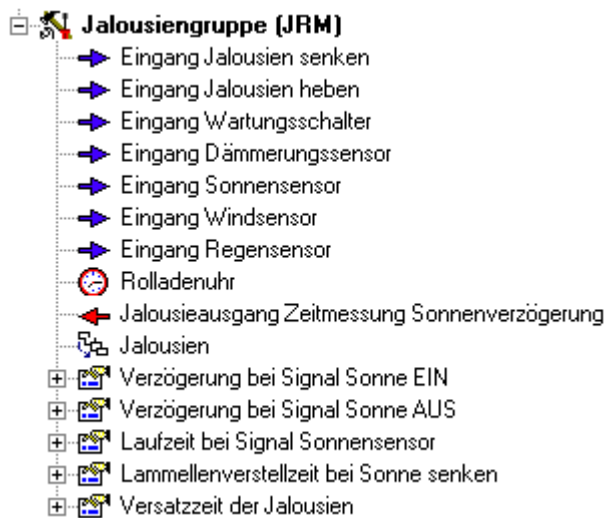 Jalousiengruppe (JRM)
Eingang Jalousien senken
Eingang Jalousien heben
Eingang Wartungsschalter
Eingang Dämmerungssensor
Eingang Sonnensensor
Eingang Windsensor
Eingang Regensensor
Rolladenuhr
Jalousieausgang Zeitmessung Sonnenverzögerung
Jalousien
Verzögerung bei Signal Sonne EIN
Verzögerung bei Signal Sonne AUS
Laufzeit bei Signal Sonnensensor
Lammellenverstellzeit bei Sonne senken
Versatzzeit der Jalousien